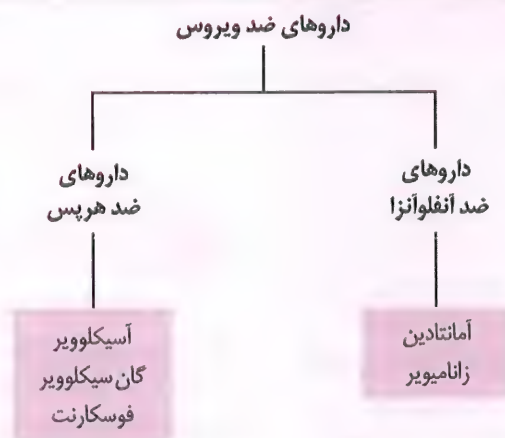 داروهای ضد ویروس
داروهای
ضد آنفلوآنزا
آمانتادین
زانامیویر
داروهای
ضد هرپس
آسیکلوویر
گان سیکلوویر
فوسکارنت